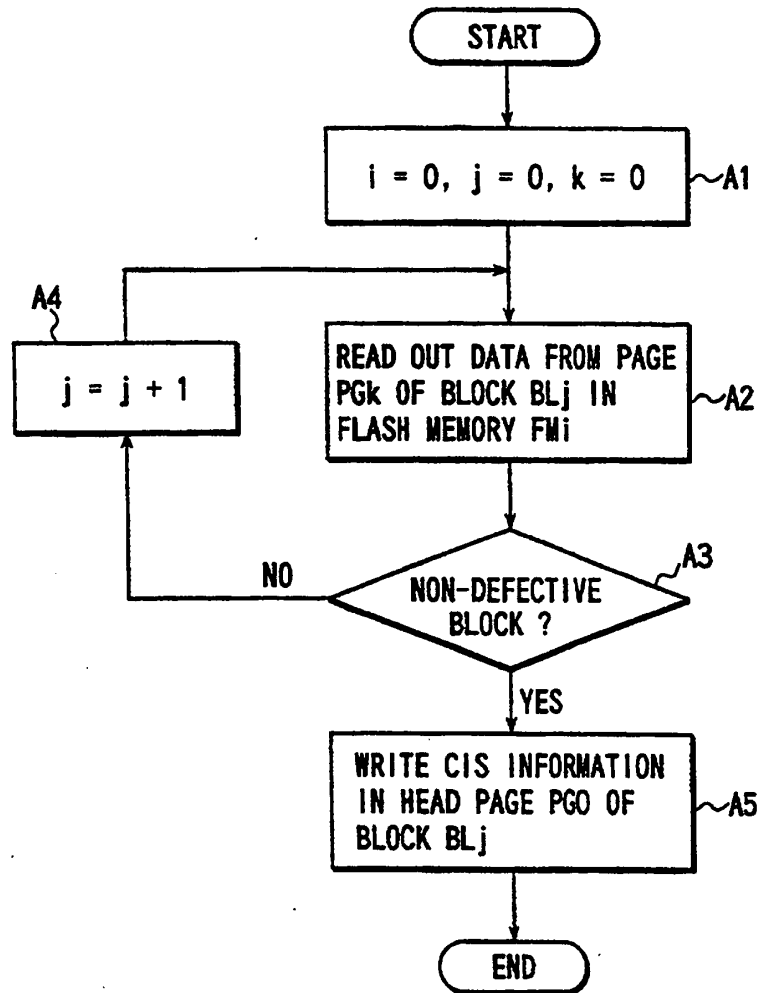 START
i = 0, j = 0, k = 0
A1
A4
j = j + 1
READ OUT DATA FROM PAGE
PGk OF BLOCK BLj IN
FLASH MEMORY FMi
A2
A3
NO
NON-DEFECTIVE
BLOCK ?
YES
WRITE CIS INFORMATION
IN HEAD PAGE PG0 OF
BLOCK BLj
A5
END